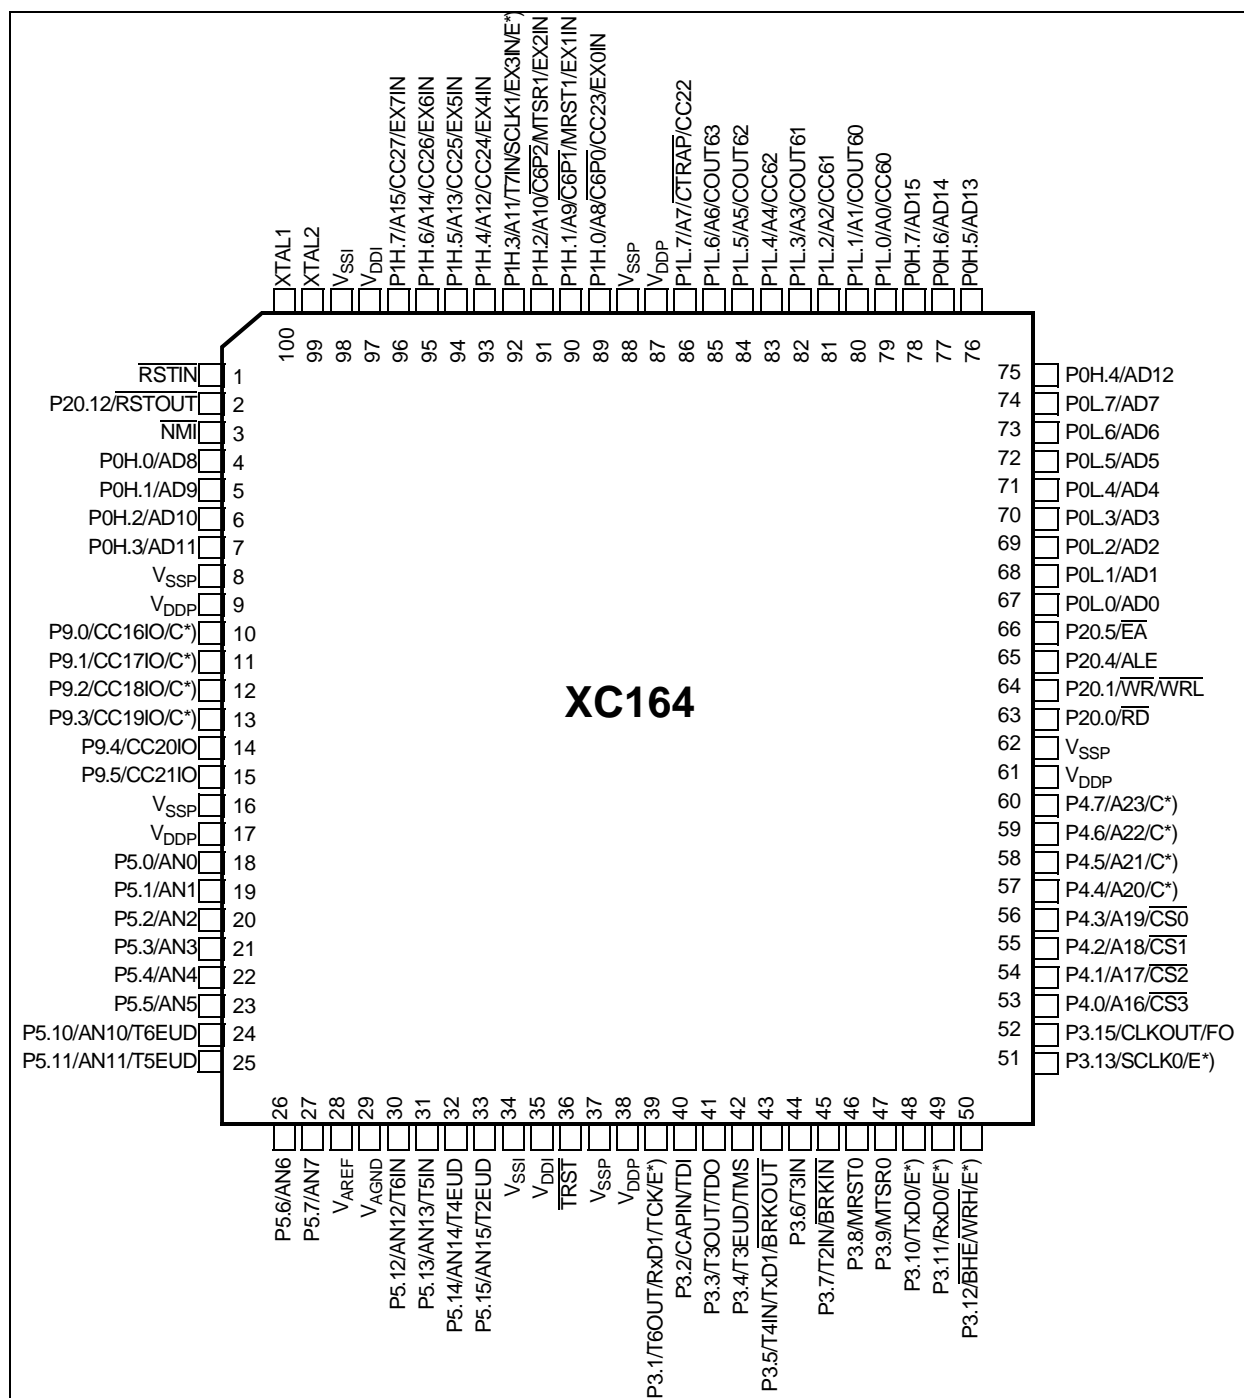 XTAL1
XTAL2
VSSI
VDDI
P1H.7/A15/CC27/EX7IN
P1H.6/A14/CC26/EX6IN
P1H.5/A13/CC25/EX5IN
P1H.4/A12/CC24/EX4IN
P1H.3/A11/T7IN/SCLK1/EX3IN/E*)
P1H.2/A10/C6P2/MTSR1/EX2IN
P1H.1/A9/C6P1/MRST1/EX1IN
P1H.0/A8/C6P0/CC23/EX0IN
VSSP
VDDP
P1L.7/A7/CTRAP/CC22
P1L.6/A6/COUT63
P1L.5/A5/COUT62
P1L.4/A4/CC62
P1L.3/A3/COUT61
P1L.2/A2/CC61
P1L.1/A1/COUT60
P1L.0/A0/CC60
P0H.7/AD15
P0H.6/AD14
P0H.5/AD13
100
99
98
97
96
95
94
93
92
91
90
89
88
87
86
85
84
83
82
81
80
79
78
77
76
RSTIN 1
P20.12/RSTOUT 2
NMI 3
P0H.0/AD8 4
P0H.1/AD9 5
P0H.2/AD10 6
P0H.3/AD11 7
VSSP 8
VDDP 9
P9.0/CC16IO/C*) 10
P9.1/CC17IO/C*) 11
P9.2/CC18IO/C*) 12
P9.3/CC19IO/C*) 13
P9.4/CC20IO 14
P9.5/CC21IO 15
VSSP 16
VDDP 17
P5.0/AN0 18
P5.1/AN1 19
P5.2/AN2 20
P5.3/AN3 21
P5.4/AN4 22
P5.5/AN5 23
P5.10/AN10/T6EUD 24
P5.11/AN11/T5EUD 25
XC164
75 P0H.4/AD12
74 P0L.7/AD7
73 P0L.6/AD6
72 P0L.5/AD5
71 P0L.4/AD4
70 P0L.3/AD3
69 P0L.2/AD2
68 P0L.1/AD1
67 P0L.0/AD0
66 P20.5/EA
65 P20.4/ALE
64 P20.1/WR/WRL
63 P20.0/RD
62 VSSP
61 VDDP
60 P4.7/A23/C*)
59 P4.6/A22/C*)
58 P4.5/A21/C*)
57 P4.4/A20/C*)
56 P4.3/A19/CS0
55 P4.2/A18/CS1
54 P4.1/A17/CS2
53 P4.0/A16/CS3
52 P3.15/CLKOUT/FO
51 P3.13/SCLK0/E*)
26
27
28
29
30
31
32
33
34
35
36
37
38
39
40
41
42
43
44
45
46
47
48
49
50
P5.6/AN6
P5.7/AN7
VAREF
VAGND
P5.12/AN12/T6IN
P5.13/AN13/T5IN
P5.14/AN14/T4EUD
P5.15/AN15/T2EUD
VSSI
VDDI
TRST
VSSP
VDDP
P3.1/T6OUT/RxD1/TCK/E*)
P3.2/CAPIN/TDI
P3.3/T3OUT/TDO
P3.4/T3EUD/TMS
P3.5/T4IN/TxD1/BRKOUT
P3.6/T3IN
P3.7/T2IN/BRKIN
P3.8/MRST0
P3.9/MTSR0
P3.10/TxD0/E*)
P3.11/RxD0/E*)
P3.12/BHE/WRH/E*)